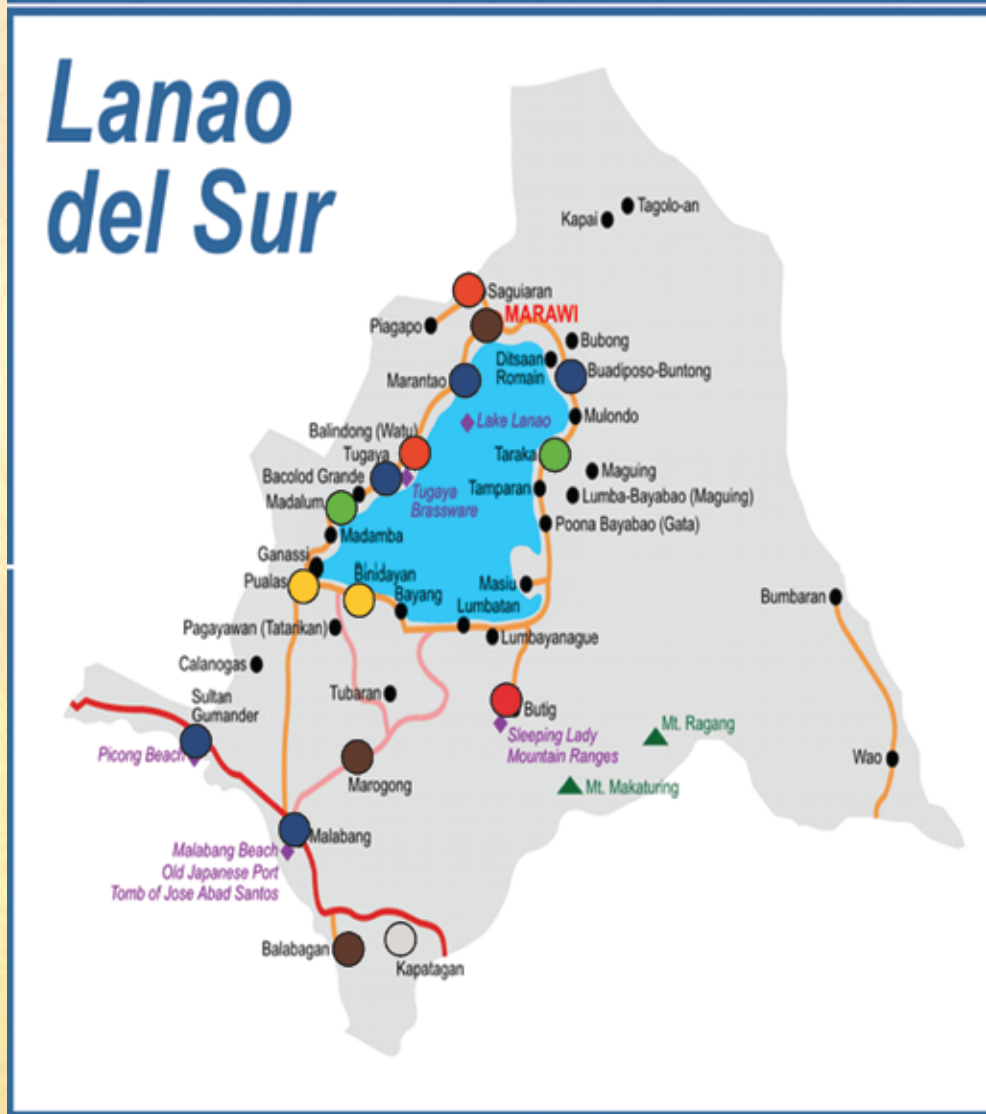 Lanao
del Sur
Tagolo-an
Kapai
Saguiaran
MARAWI
Piagapo
Bubong
Ditsaan
Romain
Buadiposo-Buntong
Marantao
Mulondo
Lake Lanao
Balindong (Watu)
Tugaya
Taraka
Bacolod Grande
Maguing
Tugaya
Brassware
Tamparan
Lumba-Bayabao (Maguing)
Madalum
Poona Bayabao (Gata)
Madamba
Ganassi
Binidayan
Pualas
Masiu
Bayang
Bumbaran
Lumbatan
Pagayawan (Tatarikan)
Lumbayanague
Calanogas
Tubaran
Sultan
Gumander
Butig
Mt. Ragang
Sleeping Lady
Mountain Ranges
Picong Beach
Wao
Marogong
Mt. Makaturing
Malabang
Malabang Beach
Old Japanese Port
Tomb of Jose Abad Santos
Balabagan
Kapatagan